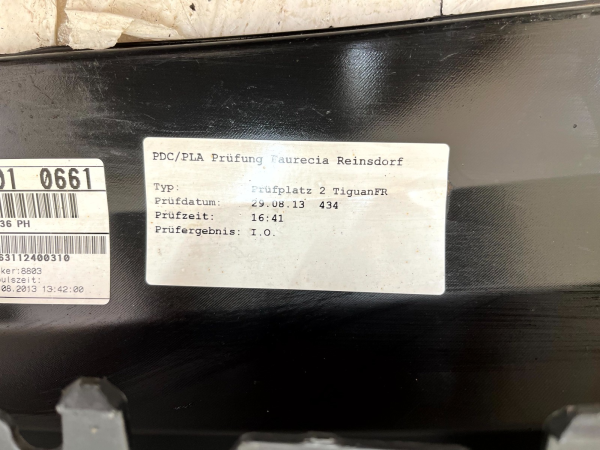 01 0661
36 PH
63112400310
ker:8803
ulszeit:
.08.2013 13:42:00
PDC/PLA Prüfung Faurecia Reinsdorf
Typ: Prüfplatz 2 TiguanFR
Prüfdatum: 29.08.13 434
Prüfzeit: 16:41
Prüfergebnis: I.O.